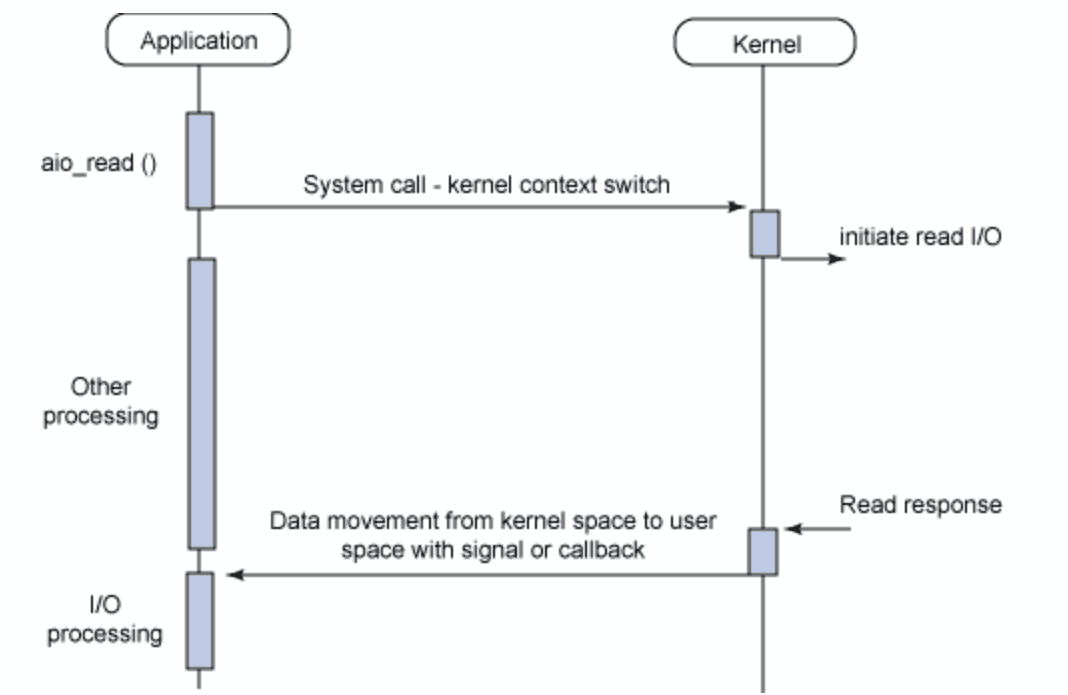 Application
Kernel
aio_read ()
System call - kernel context switch
initiate read I/O
Other
processing
Read response
Data movement from kernel space to user
space with signal or callback
I/O
processing